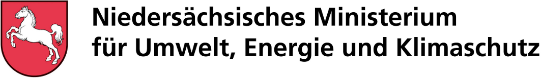 Niedersächsisches Ministerium
für Umwelt, Energie und Klimaschutz